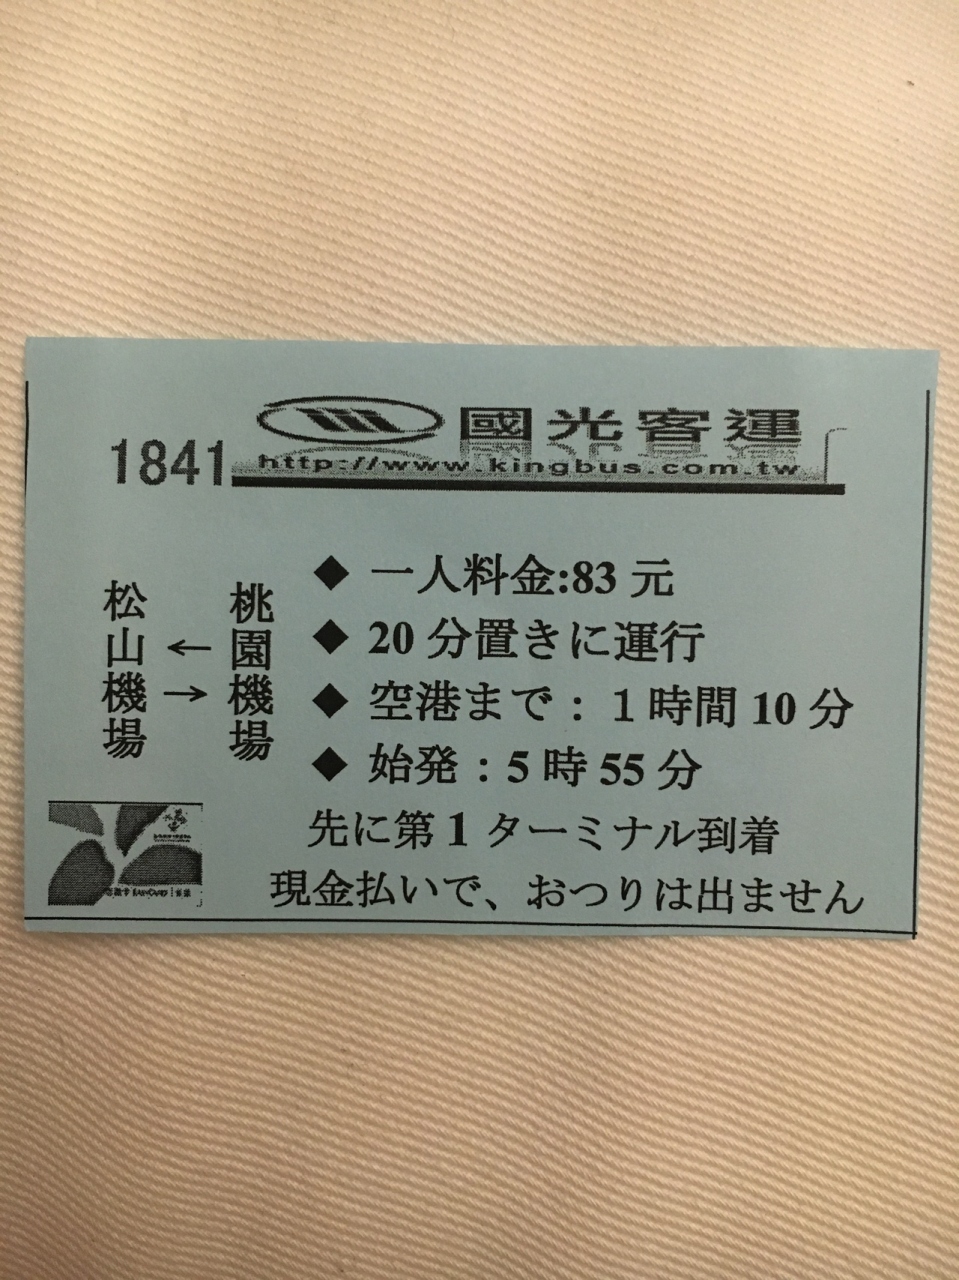 國光客運
1841
http://www.kingbus.com.tw
松山機場
←
→
桃園機場
◆ 一人料金:83 元
◆ 20 分置きに運行
◆ 空港まで：１時間 10 分
◆ 始発：5 時 55 分
先に第 1 ターミナル到着
現金払いで、おつりは出ません
EASYCARD